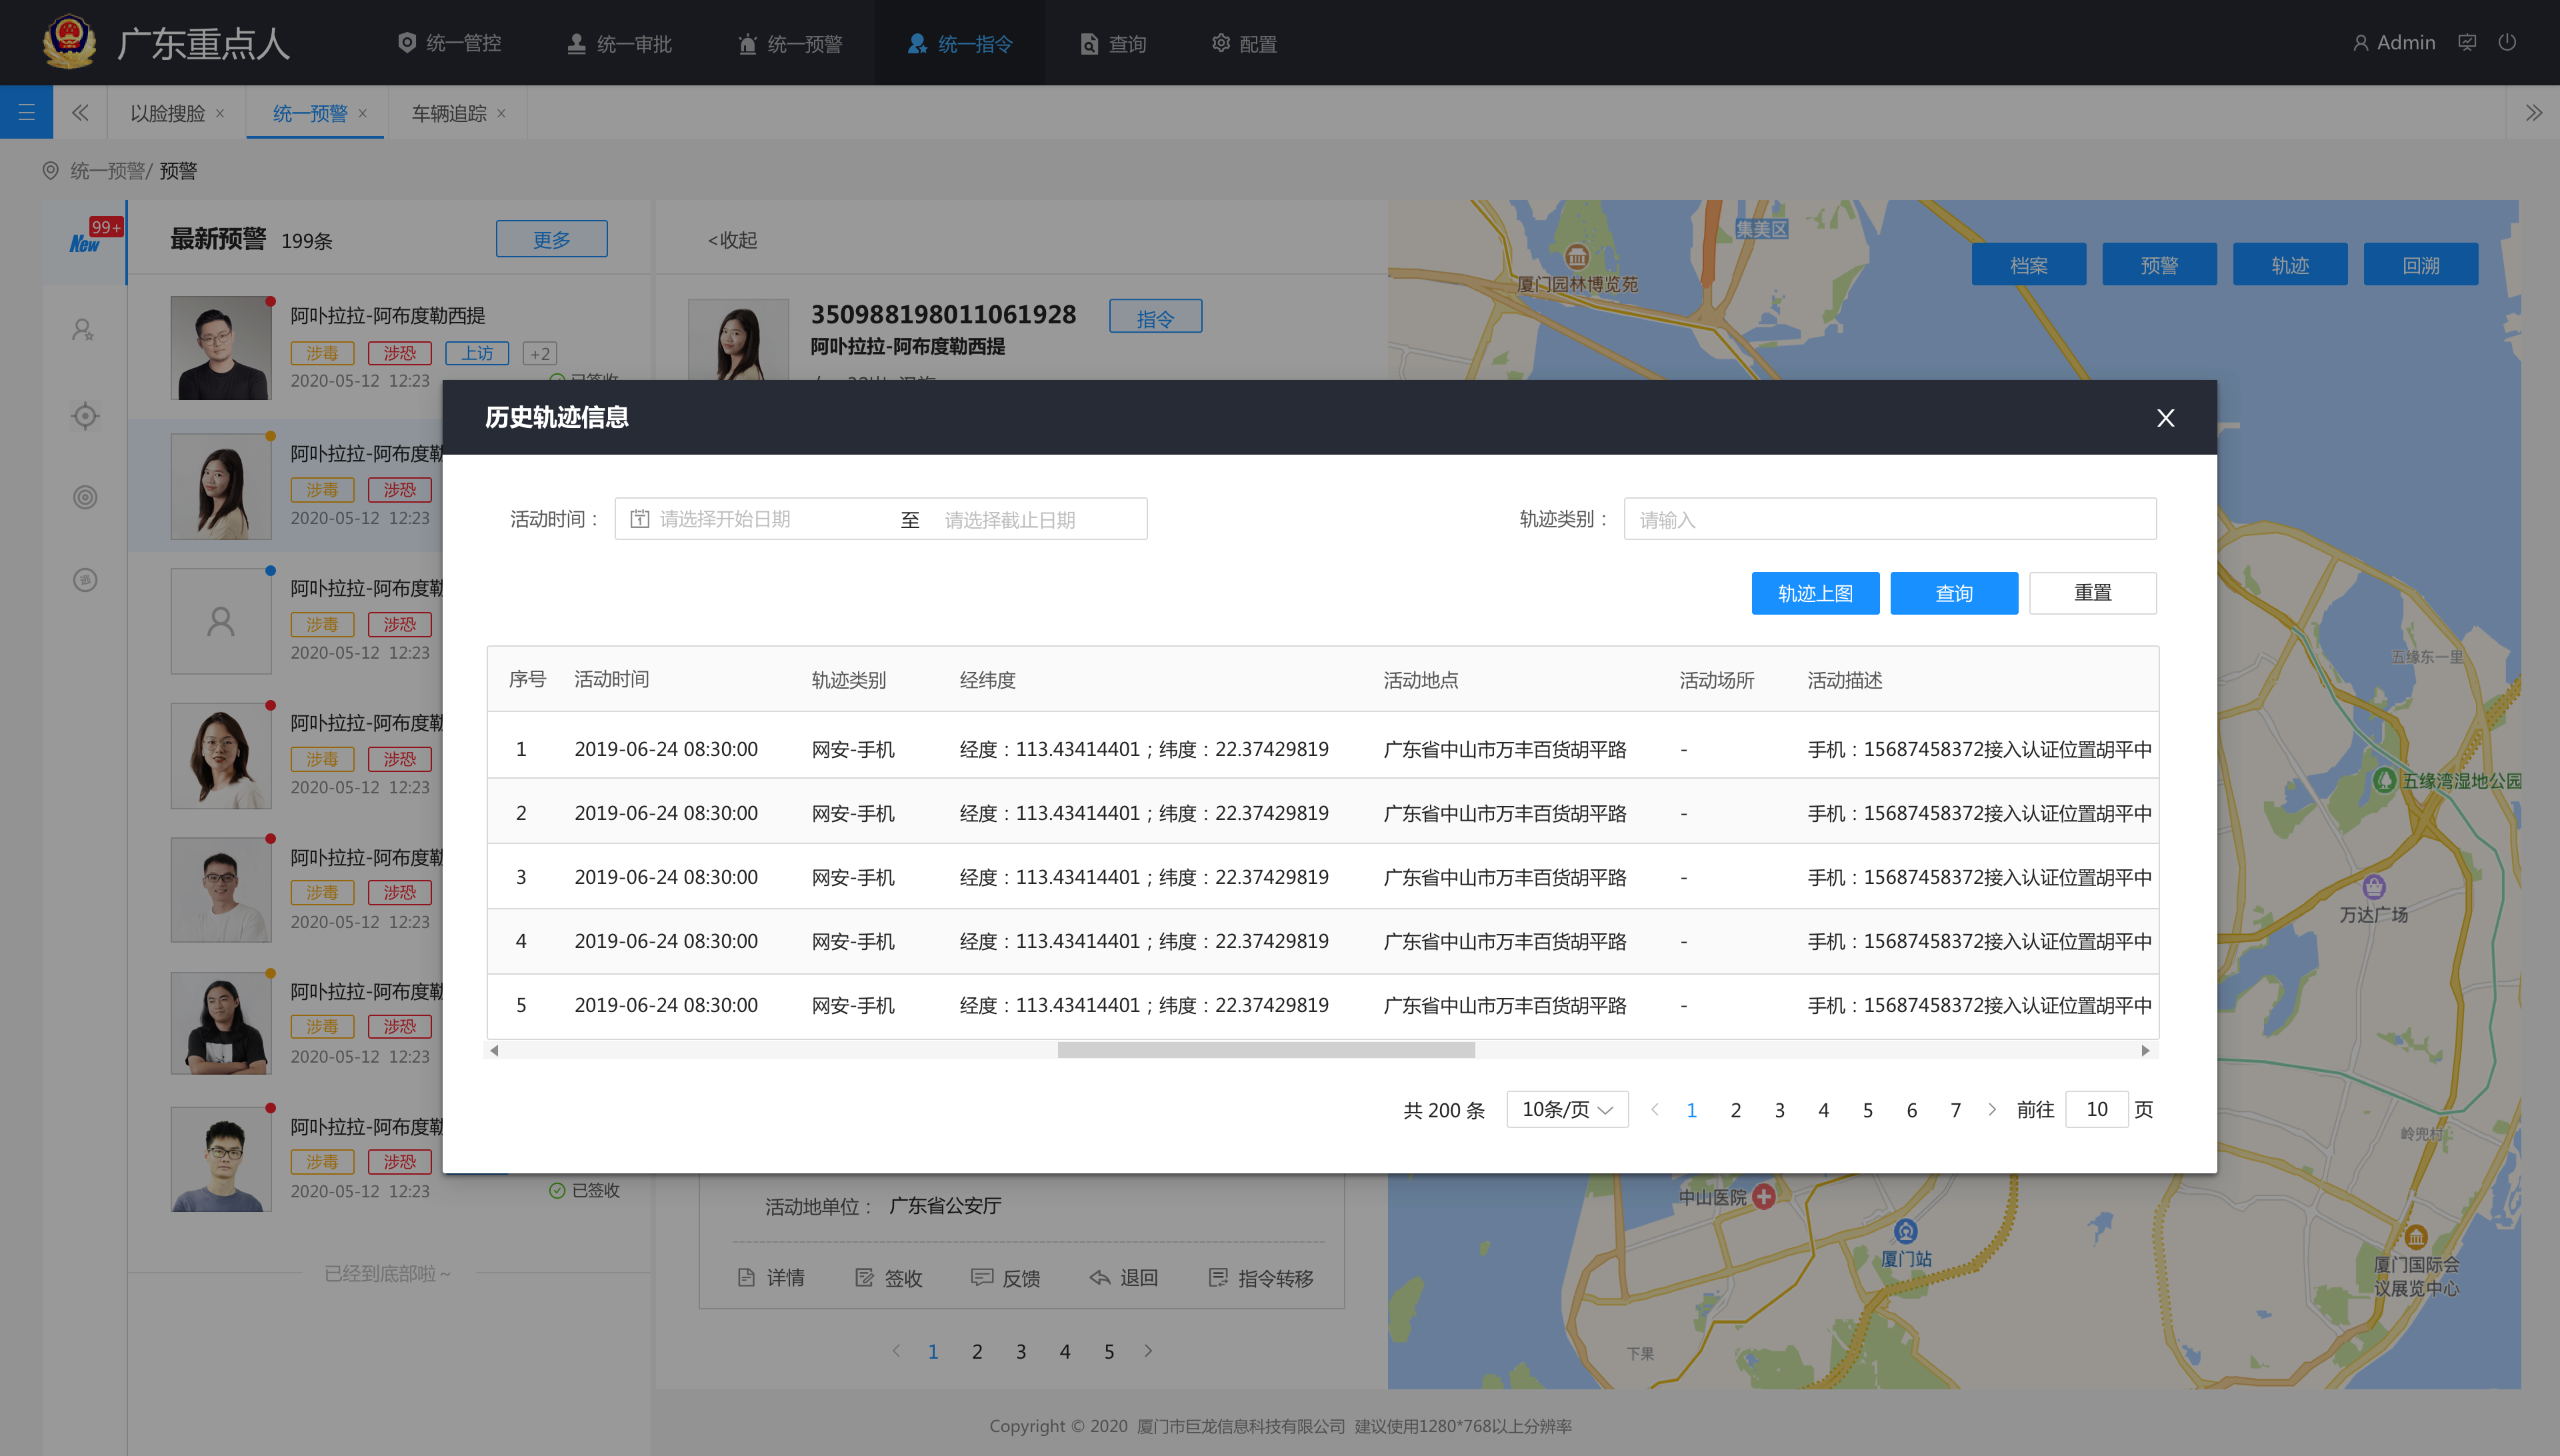 广东重点人
统一管控
统一审批
统一预警
统一指令
查询
配置
Admin
以脸搜脸 ×
统一预警 ×
车辆追踪 ×
统一预警/ 预警
99+
New
最新预警 199条
更多
<收起
阿卟拉拉-阿布度勒西提
涉毒 涉恐 上访 +2
2020-05-12 12:23
已签收
350988198011061928
指令
阿卟拉拉-阿布度勒西提
阿卟拉拉-阿布度勒
涉毒 涉恐
2020-05-12 12:23
阿卟拉拉-阿布度勒
涉毒 涉恐
2020-05-12 12:23
阿卟拉拉-阿布度勒
涉毒 涉恐
2020-05-12 12:23
阿卟拉拉-阿布度勒
涉毒 涉恐
2020-05-12 12:23
阿卟拉拉-阿布度勒
涉毒 涉恐
2020-05-12 12:23
阿卟拉拉-阿布度勒
涉毒 涉恐
2020-05-12 12:23
已签收
已经到底部啦~
逃
集美区
厦门园林博览苑
档案
预警
轨迹
回溯
历史轨迹信息 X
活动时间： 请选择开始日期 至 请选择截止日期
轨迹类别： 请输入
轨迹上图 查询 重置
序号 活动时间 轨迹类别 经纬度 活动地点 活动场所 活动描述
1 2019-06-24 08:30:00 网安-手机 经度：113.43414401；纬度：22.37429819 广东省中山市万丰百货胡平路 - 手机：15687458372接入认证位置胡平中
2 2019-06-24 08:30:00 网安-手机 经度：113.43414401；纬度：22.37429819 广东省中山市万丰百货胡平路 - 手机：15687458372接入认证位置胡平中
3 2019-06-24 08:30:00 网安-手机 经度：113.43414401；纬度：22.37429819 广东省中山市万丰百货胡平路 - 手机：15687458372接入认证位置胡平中
4 2019-06-24 08:30:00 网安-手机 经度：113.43414401；纬度：22.37429819 广东省中山市万丰百货胡平路 - 手机：15687458372接入认证位置胡平中
5 2019-06-24 08:30:00 网安-手机 经度：113.43414401；纬度：22.37429819 广东省中山市万丰百货胡平路 - 手机：15687458372接入认证位置胡平中
共 200 条 10条/页 < 1 2 3 4 5 6 7 > 前往 10 页
五缘东一里
五缘湾湿地公园
万达广场
岭兜村
中山医院
厦门站
厦门国际会
议展览中心
下果
活动地单位： 广东省公安厅
详情 签收 反馈 退回 指令转移
< 1 2 3 4 5 >
Copyright © 2020 厦门市巨龙信息科技有限公司 建议使用1280*768以上分辨率